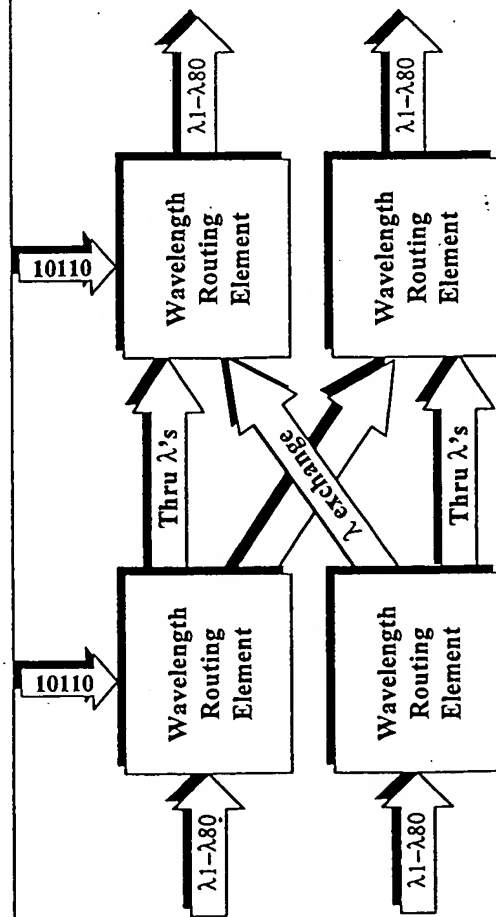 10110
10110
λ1–λ80
Wavelength
Routing
Element
Thru λ's
Wavelength
Routing
Element
λ1–λ80
λ exchange
λ1–λ80
Wavelength
Routing
Element
Thru λ's
Wavelength
Routing
Element
λ1–λ80